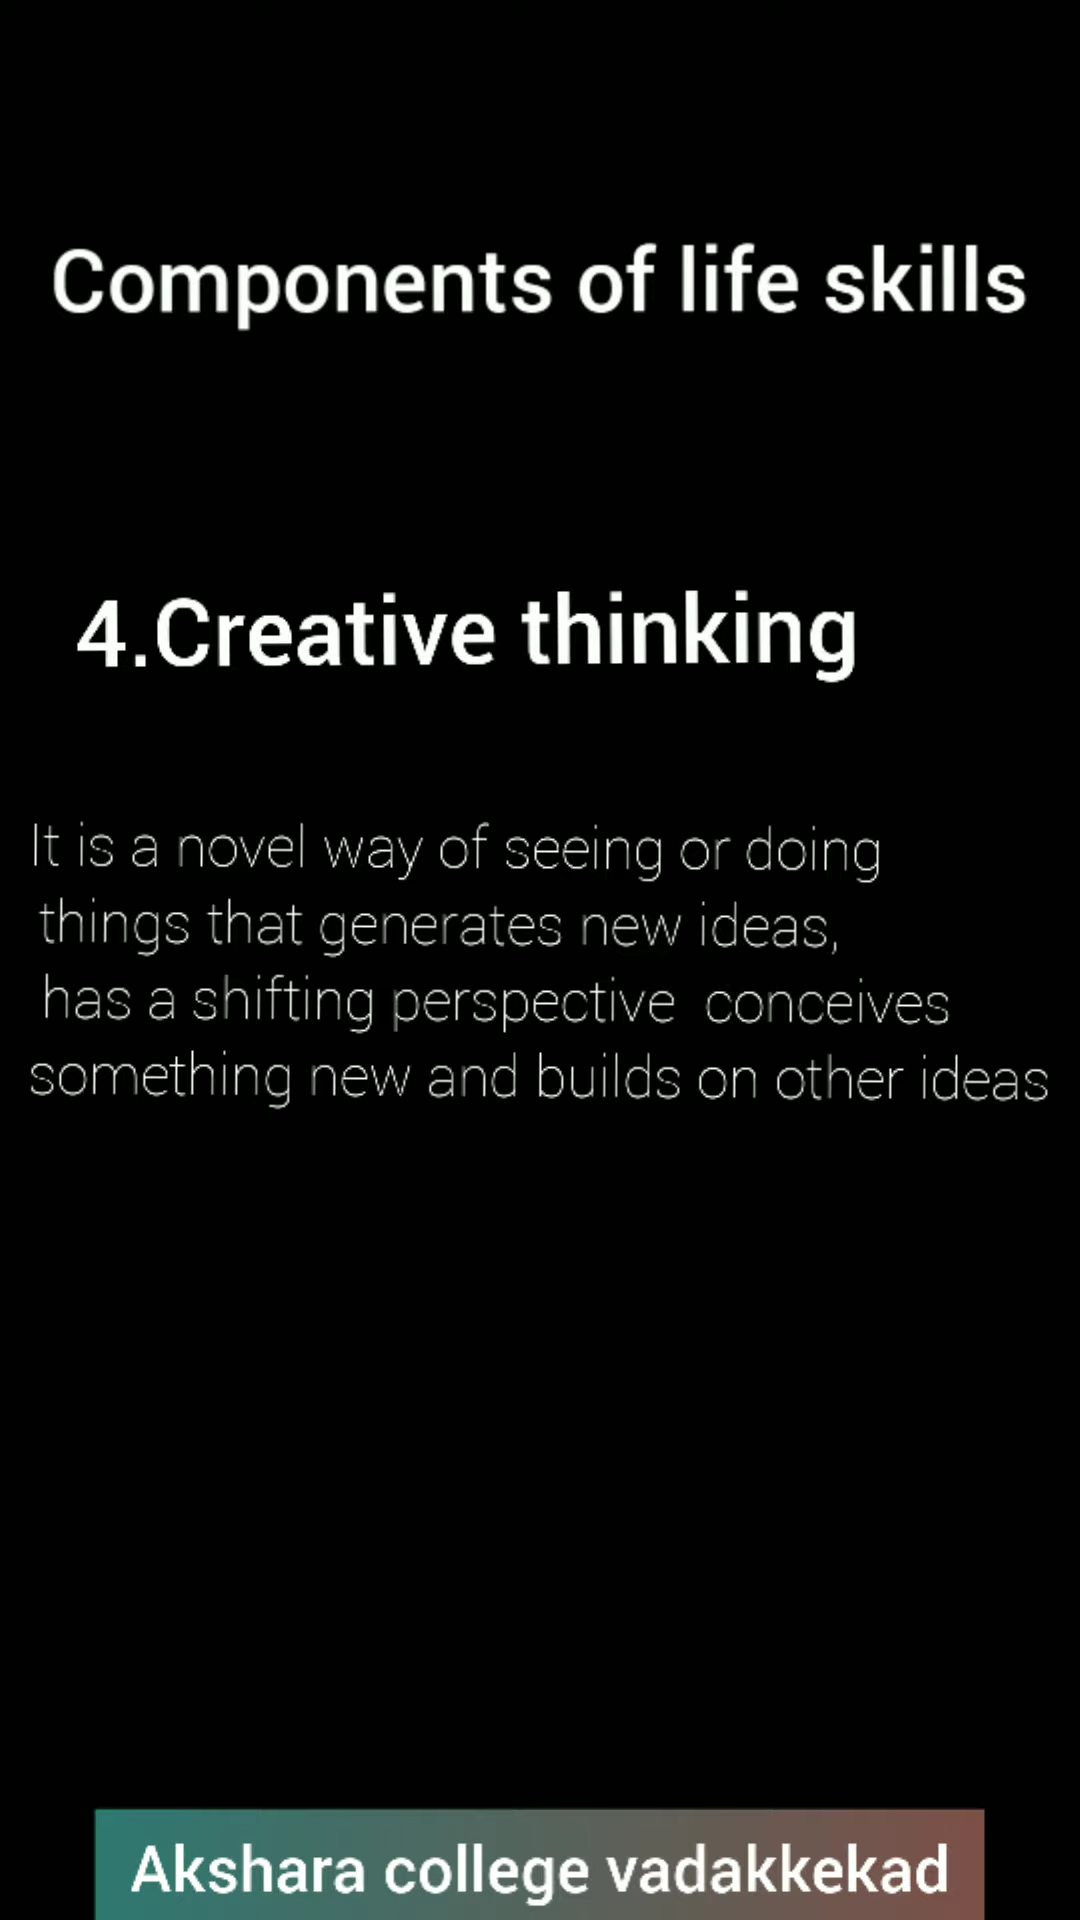 Components of life skills
4.Creative thinking
It is a novel way of seeing or doing
things that generates new ideas,
has a shifting perspective  conceives
something new and builds on other ideas
Akshara college vadakkekad